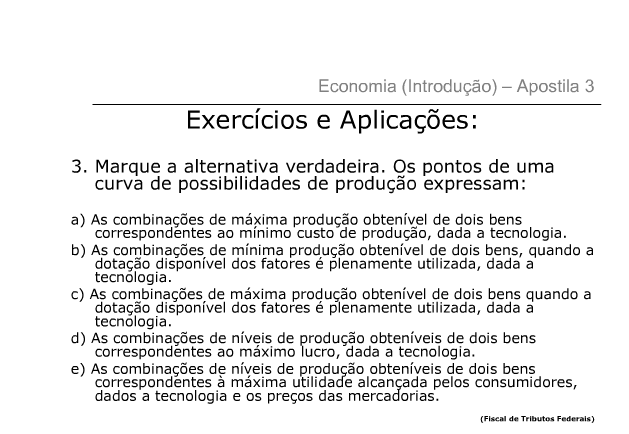 Economia (Introdução) – Apostila 3
Exercícios e Aplicações:
3. Marque a alternativa verdadeira. Os pontos de uma
curva de possibilidades de produção expressam:
a) As combinações de máxima produção obtenível de dois bens
correspondentes ao mínimo custo de produção, dada a tecnologia.
b) As combinações de mínima produção obtenível de dois bens, quando a
dotação disponível dos fatores é plenamente utilizada, dada a
tecnologia.
c) As combinações de máxima produção obtenível de dois bens quando a
dotação disponível dos fatores é plenamente utilizada, dada a
tecnologia.
d) As combinações de níveis de produção obteníveis de dois bens
correspondentes ao máximo lucro, dada a tecnologia.
e) As combinações de níveis de produção obteníveis de dois bens
correspondentes à máxima utilidade alcançada pelos consumidores,
dados a tecnologia e os preços das mercadorias.
(Fiscal de Tributos Federais)